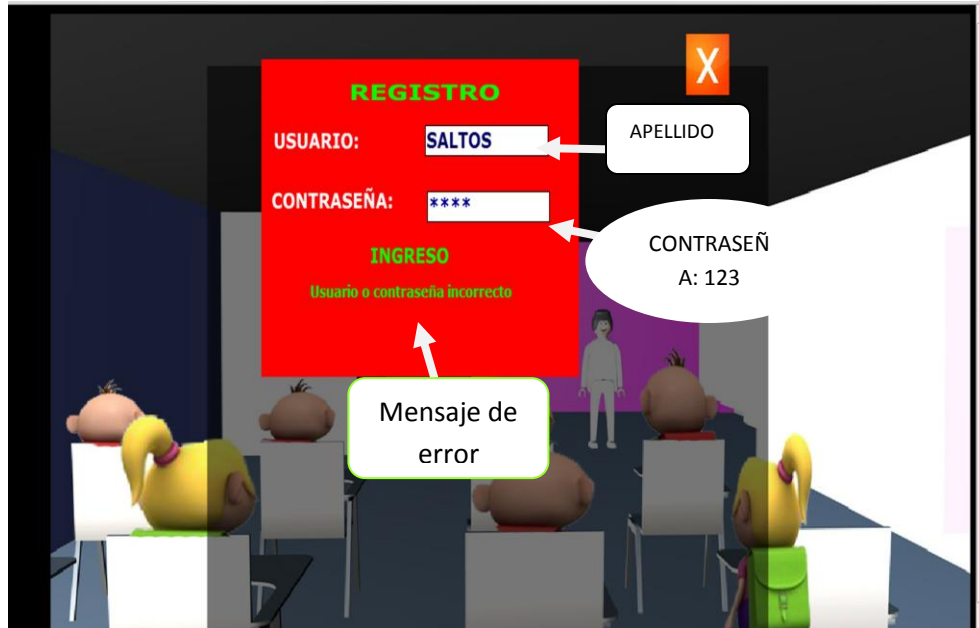 X
REGISTRO
USUARIO:
SALTOS
APELLIDO
CONTRASEÑA:
****
CONTRASEÑ
A: 123
INGRESO
Usuario o contraseña incorrecto
Mensaje de
error